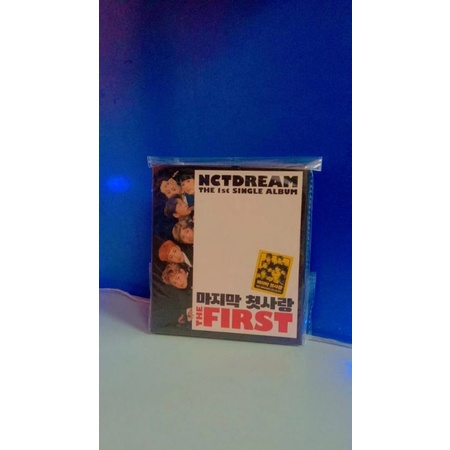 NCTDREAM
THE 1st SINGLE ALBUM
마지막 첫사랑
THE FIRST